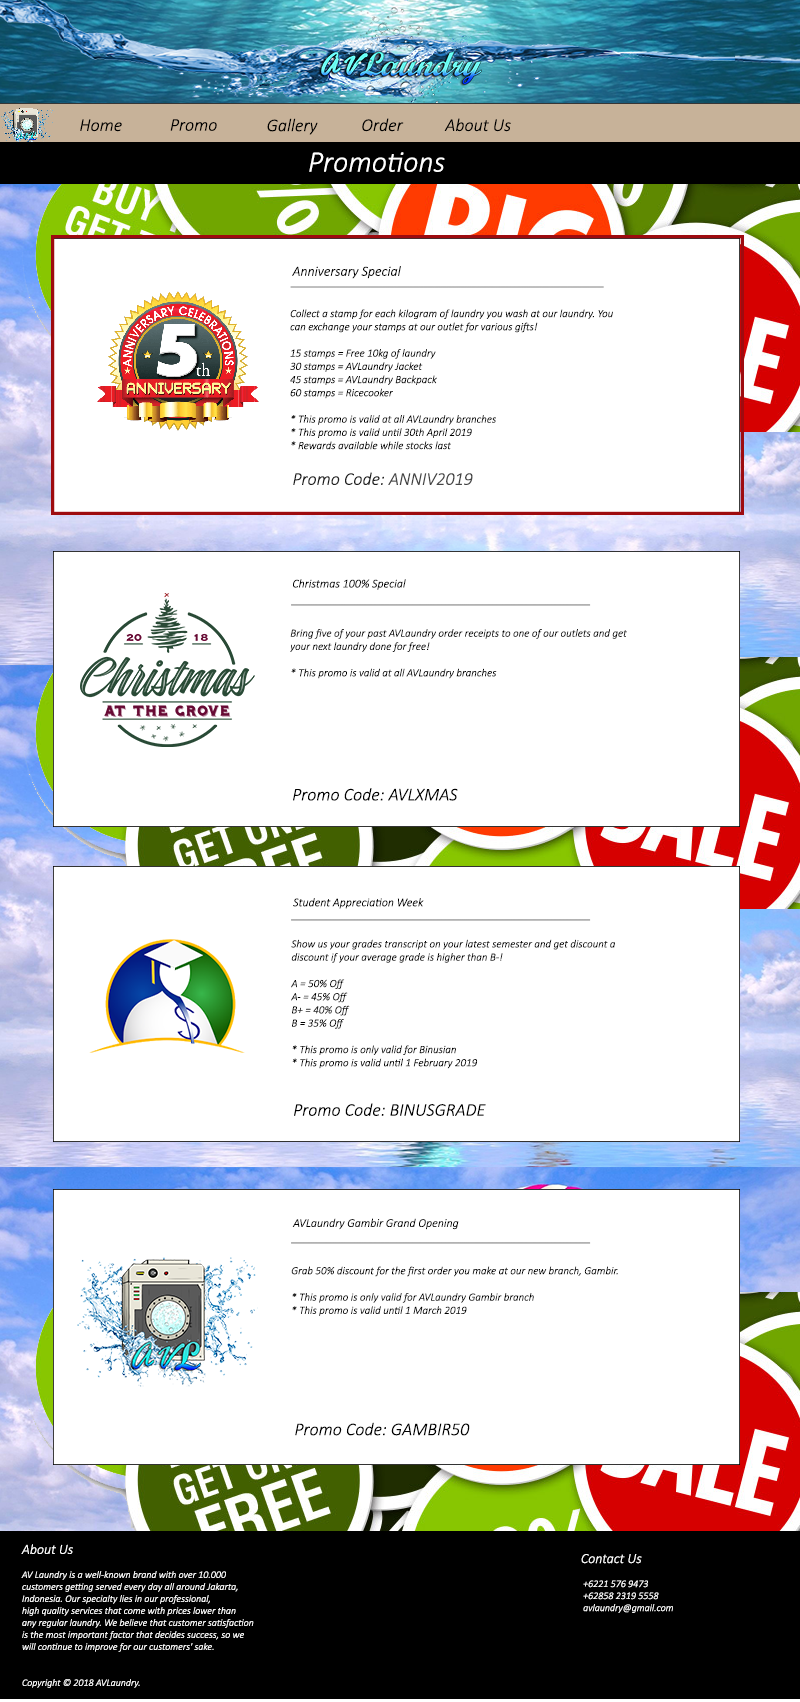 AVLaundry
Home Promo Gallery Order About Us
Promotions
BUY
GET
%
BIG
Anniversary Special
ANNIVERSARY CELEBRATIONS
5th
ANNIVERSARY
Collect a stamp for each kilogram of laundry you wash at our laundry. You
can exchange your stamps at our outlet for various gifts!
15 stamps = Free 10kg of laundry
30 stamps = AVLaundry Jacket
45 stamps = AVLaundry Backpack
60 stamps = Ricecooker
* This promo is valid at all AVLaundry branches
* This promo is valid until 30th April 2019
* Rewards available while stocks last
Promo Code: ANNIV2019
Christmas 100% Special
20 18
Christmas
AT THE GROVE
Bring five of your past AVLaundry order receipts to one of our outlets and get
your next laundry done for free!
* This promo is valid at all AVLaundry branches
Promo Code: AVLXMAS
GET ONE
FREE
SALE
Student Appreciation Week
Show us your grades transcript on your latest semester and get discount a
discount if your average grade is higher than B-!
A = 50% Off
A- = 45% Off
B+ = 40% Off
B = 35% Off
* This promo is only valid for Binusian
* This promo is valid until 1 February 2019
Promo Code: BINUSGRADE
AVLaundry Gambir Grand Opening
AVL
Grab 50% discount for the first order you make at our new branch, Gambir.
* This promo is only valid for AVLaundry Gambir branch
* This promo is valid until 1 March 2019
Promo Code: GAMBIR50
GET ONE
FREE
SALE
About Us
AV Laundry is a well-known brand with over 10.000
customers getting served every day all around Jakarta,
Indonesia. Our specialty lies in our professional,
high quality services that come with prices lower than
any regular laundry. We believe that customer satisfaction
is the most important factor that decides success, so we
will continue to improve for our customers' sake.
Copyright © 2018 AVLaundry.
Contact Us
+6221 576 9473
+62858 2319 5558
avlaundry@gmail.com